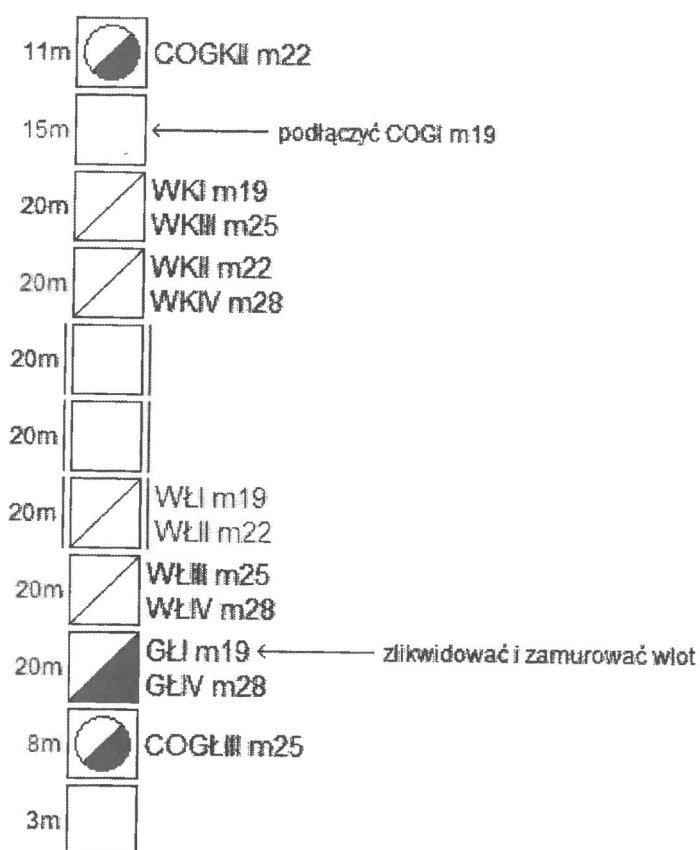 11m COGKII m22
15m podłączyć COGI m19
20m WKI m19
WKIII m25
20m WKII m22
WKIV m28
20m
20m
20m WŁI m19
WŁII m22
20m WŁIII m25
WŁIV m28
20m GŁI m19 zlikwidować i zamurować wlot
GŁIV m28
8m COGŁIII m25
3m